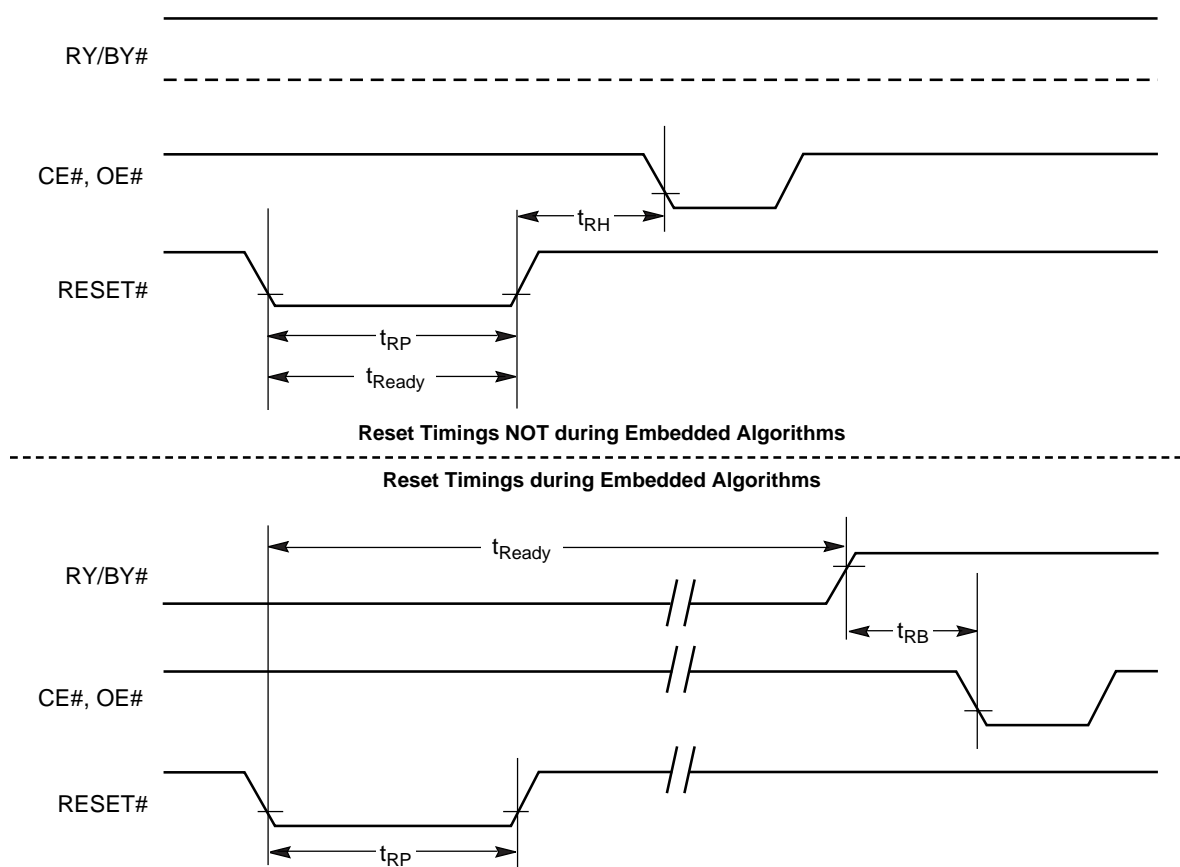 RY/BY#
CE#, OE#
tRH
RESET#
tRP
tReady
Reset Timings NOT during Embedded Algorithms
Reset Timings during Embedded Algorithms
tReady
RY/BY#
tRB
CE#, OE#
RESET#
tRP